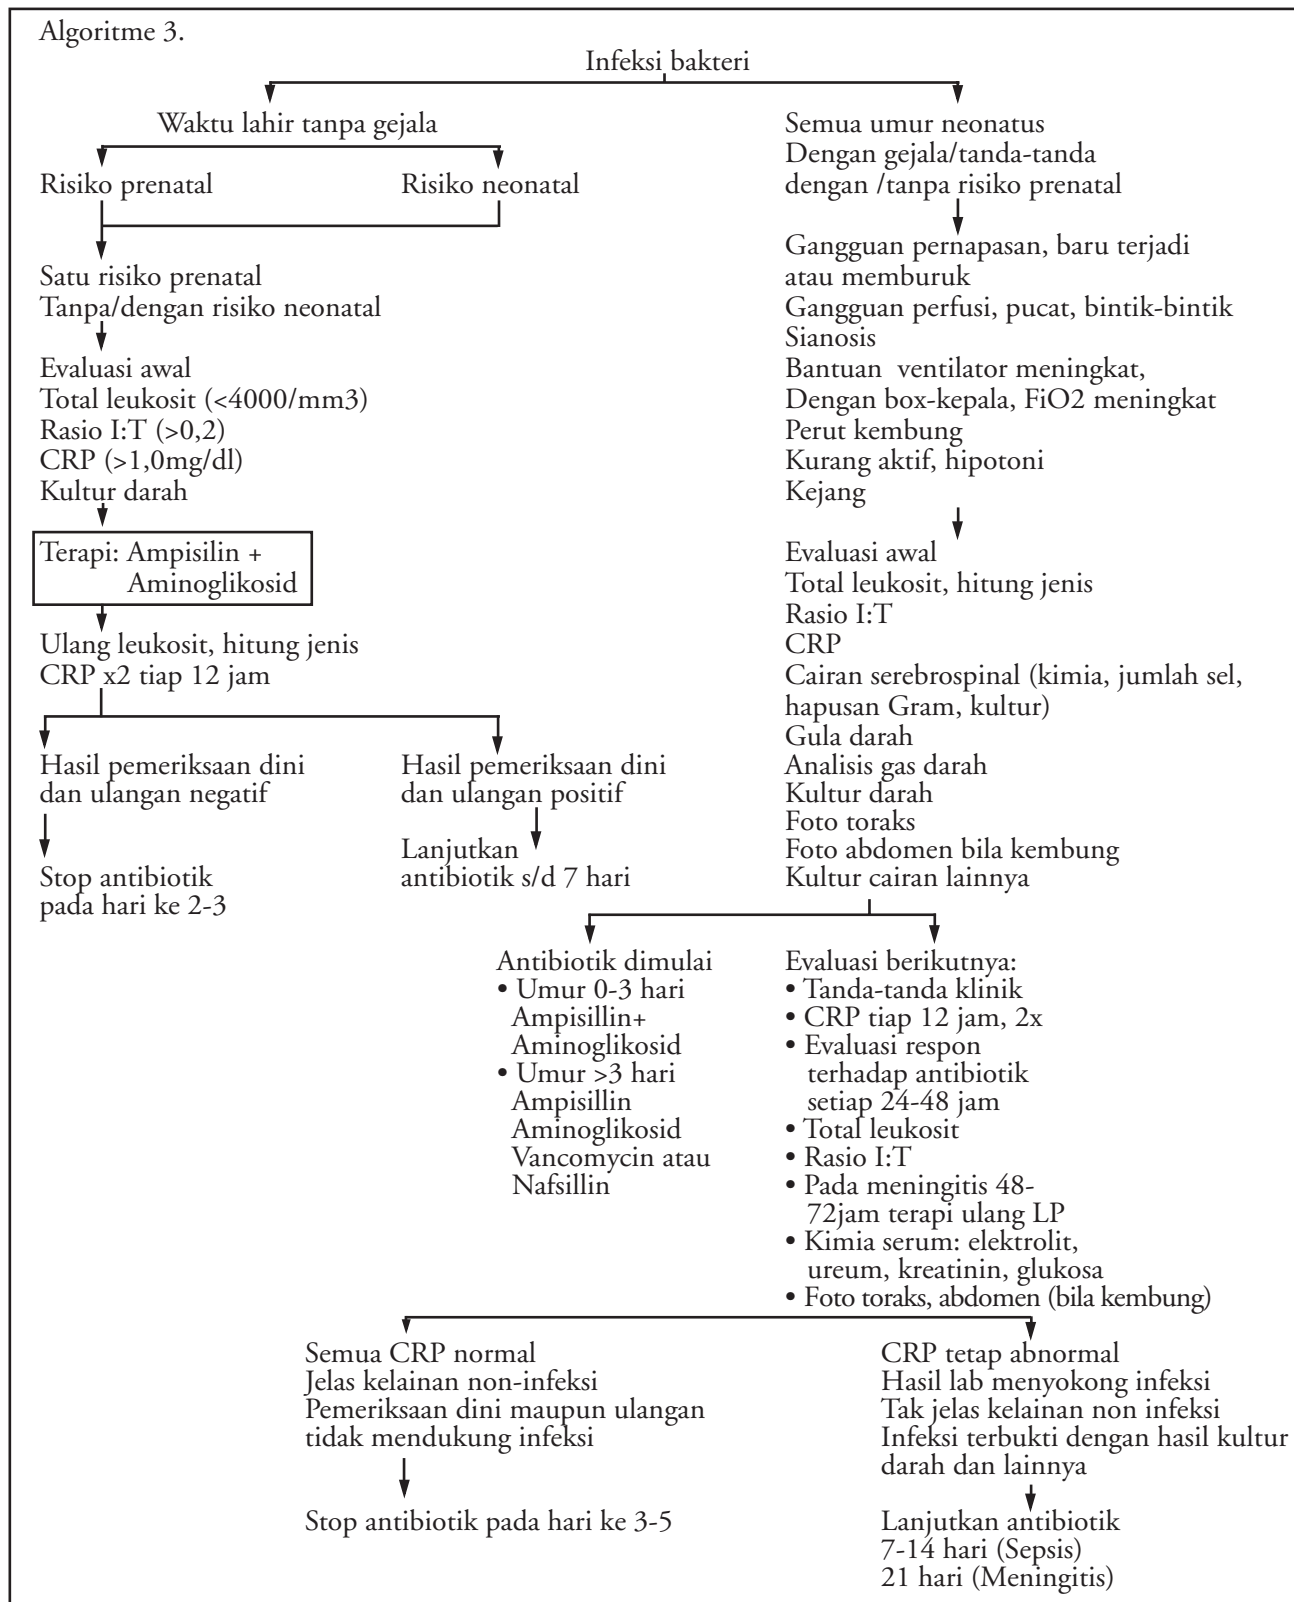 Algoritme 3.
Infeksi bakteri
Waktu lahir tanpa gejala
Risiko prenatal
Risiko neonatal
Satu risiko prenatal
Tanpa/dengan risiko neonatal
Evaluasi awal
Total leukosit (<4000/mm3)
Rasio I:T (>0,2)
CRP (>1,0mg/dl)
Kultur darah
Terapi: Ampisilin +
Aminoglikosid
Ulang leukosit, hitung jenis
CRP x2 tiap 12 jam
Hasil pemeriksaan dini
dan ulangan negatif
Stop antibiotik
pada hari ke 2-3
Hasil pemeriksaan dini
dan ulangan positif
Lanjutkan
antibiotik s/d 7 hari
Semua umur neonatus
Dengan gejala/tanda-tanda
dengan /tanpa risiko prenatal
Gangguan pernapasan, baru terjadi
atau memburuk
Gangguan perfusi, pucat, bintik-bintik
Sianosis
Bantuan ventilator meningkat,
Dengan box-kepala, FiO2 meningkat
Perut kembung
Kurang aktif, hipotoni
Kejang
Evaluasi awal
Total leukosit, hitung jenis
Rasio I:T
CRP
Cairan serebrospinal (kimia, jumlah sel,
hapusan Gram, kultur)
Gula darah
Analisis gas darah
Kultur darah
Foto toraks
Foto abdomen bila kembung
Kultur cairan lainnya
Antibiotik dimulai
• Umur 0-3 hari
Ampisillin+
Aminoglikosid
• Umur >3 hari
Ampisillin
Aminoglikosid
Vancomycin atau
Nafsillin
Evaluasi berikutnya:
• Tanda-tanda klinik
• CRP tiap 12 jam, 2x
• Evaluasi respon
terhadap antibiotik
setiap 24-48 jam
• Total leukosit
• Rasio I:T
• Pada meningitis 48-
72jam terapi ulang LP
• Kimia serum: elektrolit,
ureum, kreatinin, glukosa
• Foto toraks, abdomen (bila kembung)
Semua CRP normal
Jelas kelainan non-infeksi
Pemeriksaan dini maupun ulangan
tidak mendukung infeksi
Stop antibiotik pada hari ke 3-5
CRP tetap abnormal
Hasil lab menyokong infeksi
Tak jelas kelainan non infeksi
Infeksi terbukti dengan hasil kultur
darah dan lainnya
Lanjutkan antibiotik
7-14 hari (Sepsis)
21 hari (Meningitis)